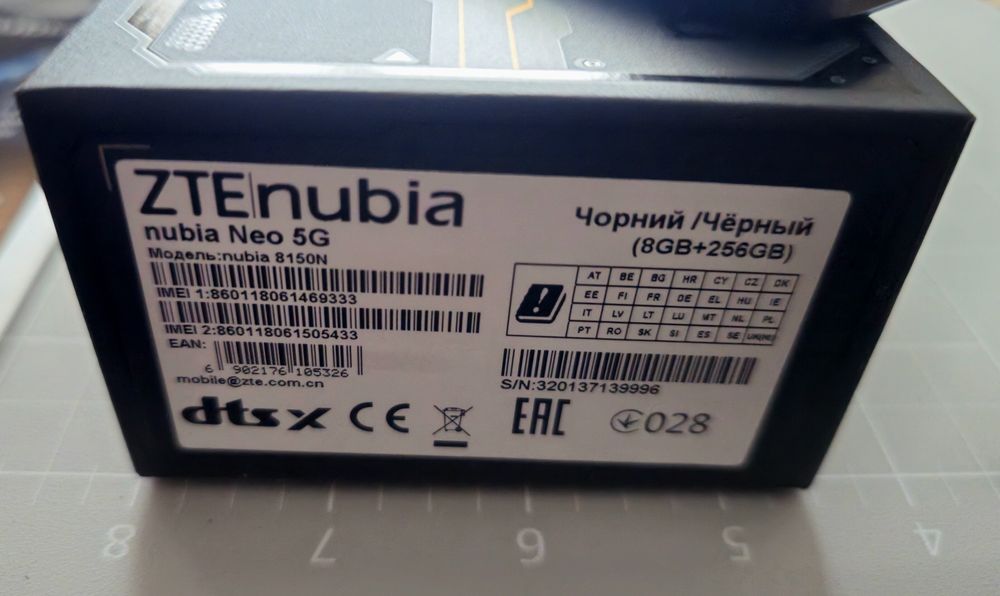 ZTE nubia
nubia Neo 5G
Модель:nubia 8150N
IMEI 1:860118061469333
IMEI 2:860118061505433
EAN:
6 902176 105326
mobile@zte.com.cn
dts x CE
Чорний /Чёрный
(8GB+256GB)
AT BE BG HR CY CZ DK
EE FI FR DE EL HU IE
IT LV LT LU MT NL PL
PT RO SK SI ES SE UK(NI)
S/N:320137139996
EAC 028
8 7 6 5 4